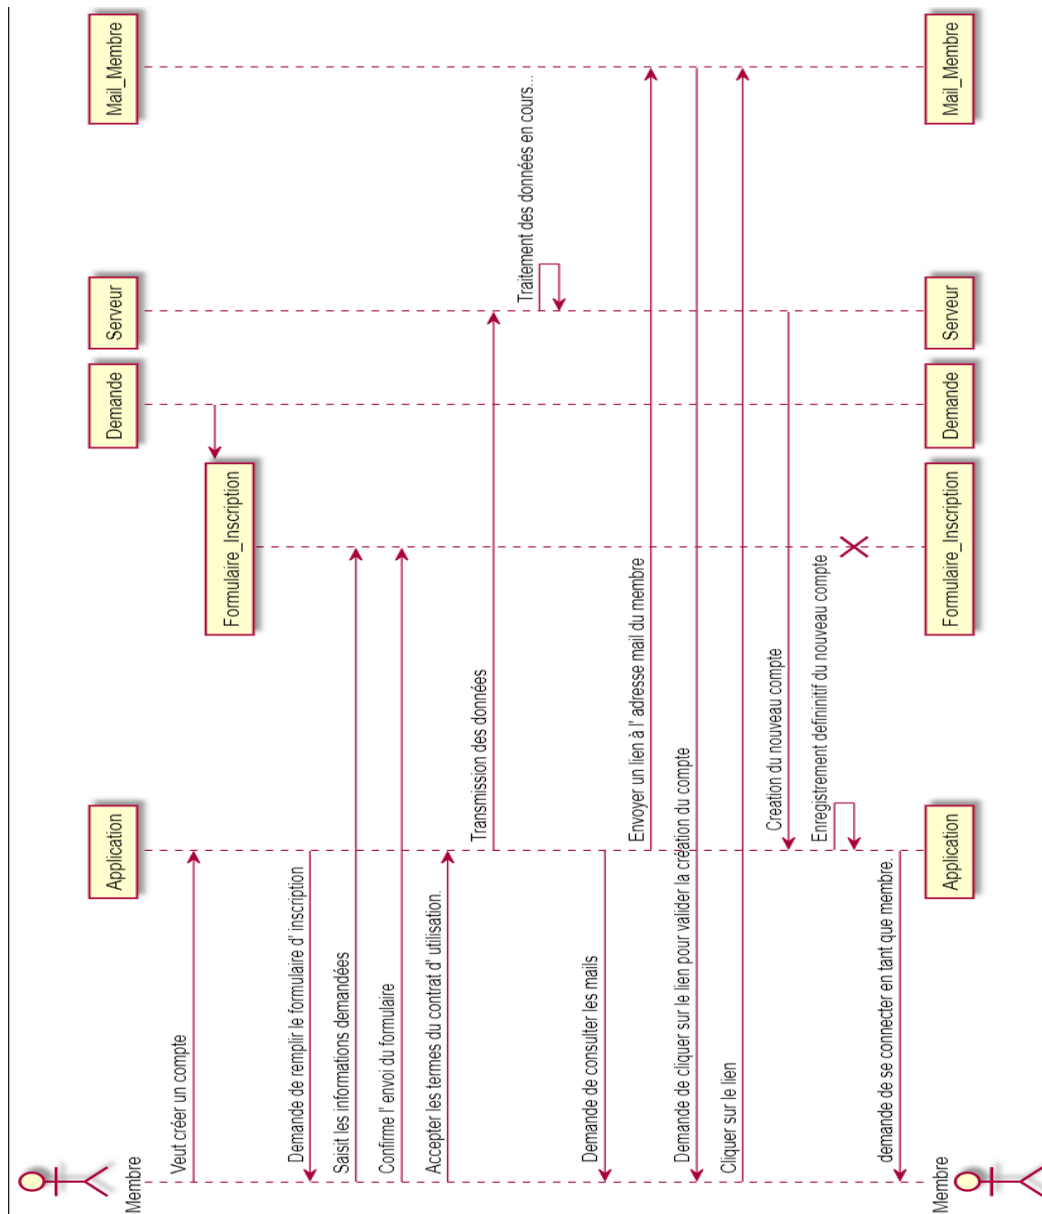 Membre
Application
Demande
Serveur
Mail_Membre
Veut créer un compte
Formulaire_Inscription
Demande de remplir le formulaire d' inscription
Saisit les informations demandées
Confirme l' envoi du formulaire
Accepter les termes du contrat d' utilisation.
Transmission des données
Traitement des données en cours...
Demande de consulter les mails
Envoyer un lien à l' adresse mail du membre
Demande de cliquer sur le lien pour valider la création du compte
Cliquer sur le lien
Creation du nouveau compte
Enregistrement defininitif du nouveau compte
demande de se connecter en tant que membre.
Membre
Application
Formulaire_Inscription
Demande
Serveur
Mail_Membre